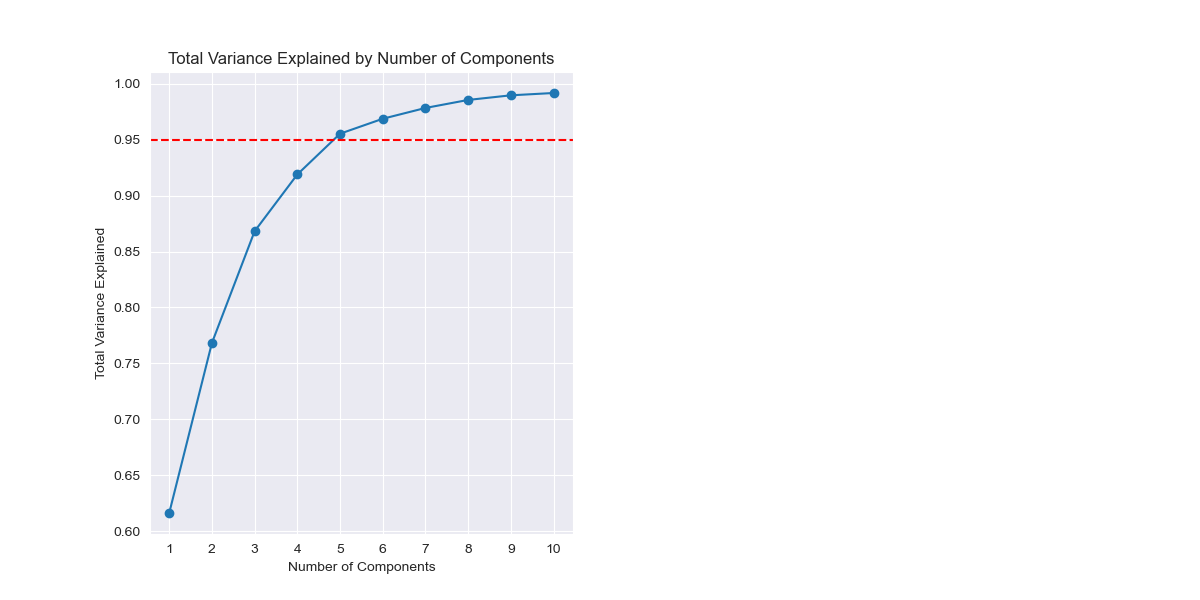 Total Variance Explained by Number of Components
1.00
0.95
0.90
0.85
0.80
0.75
0.70
0.65
0.60
Total Variance Explained
1 2 3 4 5 6 7 8 9 10
Number of Components